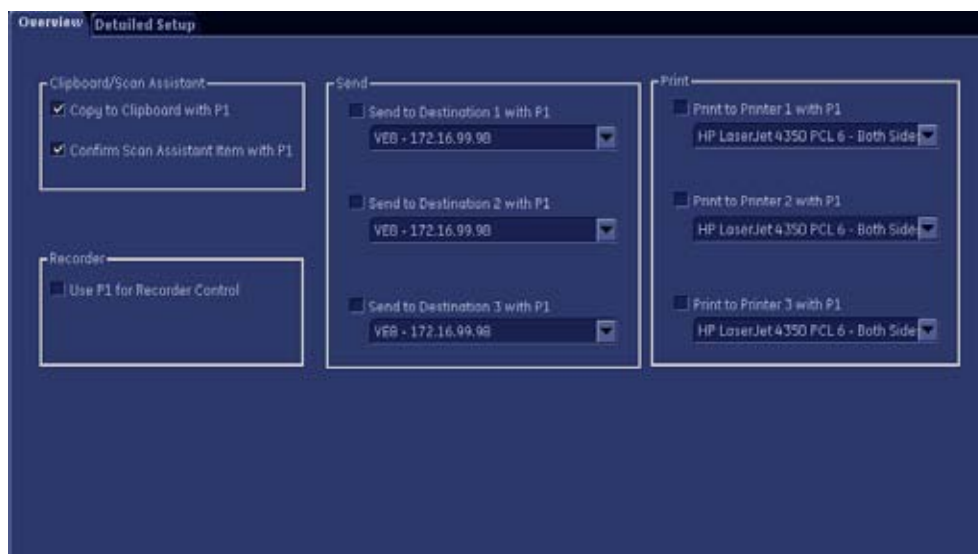 Overview
Detailed Setup
Clipboard/Scan Assistant
Copy to Clipboard with P1
Confirm Scan Assistant Item with P1
Recorder
Use P1 for Recorder Control
Send
Send to Destination 1 with P1
VEB - 172.16.99.98
Send to Destination 2 with P1
VEB - 172.16.99.98
Send to Destination 3 with P1
VEB - 172.16.99.98
Print
Print to Printer 1 with P1
HP LaserJet 4350 PCL 6 - Both Side
Print to Printer 2 with P1
HP LaserJet 4350 PCL 6 - Both Side
Print to Printer 3 with P1
HP LaserJet 4350 PCL 6 - Both Side